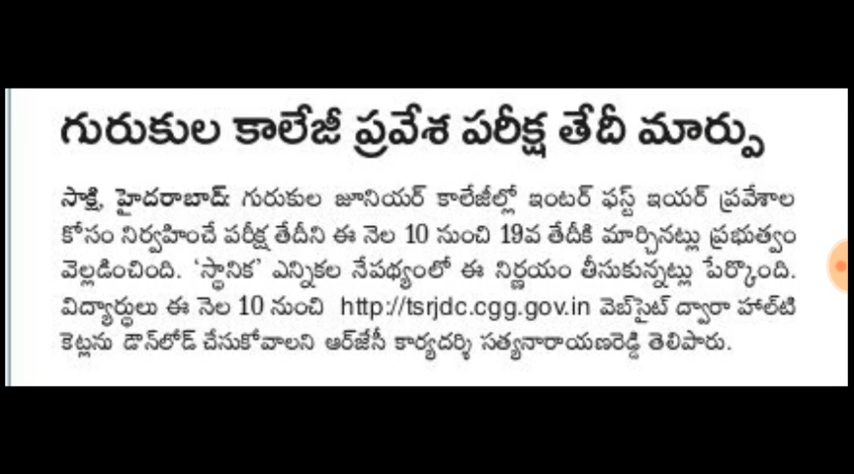 గురుకుల కాలేజీ ప్రవేశ పరీక్ష తేదీ మార్పు
సాక్షి, హైదరాబాద్: గురుకుల జూనియర్ కాలేజీల్లో ఇంటర్ ఫస్ట్ ఇయర్ ప్రవేశాల
కోసం నిర్వహించే పరీక్ష తేదీని ఈ నెల 10 నుంచి 19వ తేదీకి మార్చినట్లు ప్రభుత్వం
వెల్లడించింది. ‘స్థానిక’ ఎన్నికల నేపథ్యంలో ఈ నిర్ణయం తీసుకున్నట్లు పేర్కొంది.
విద్యార్థులు ఈ నెల 10 నుంచి http://tsrjdc.cgg.gov.in వెబ్‌సైట్ ద్వారా హాల్‌టి
కెట్లను డౌన్‌లోడ్ చేసుకోవాలని ఆర్‌జేసీ కార్యదర్శి సత్యనారాయణరెడ్డి తెలిపారు.